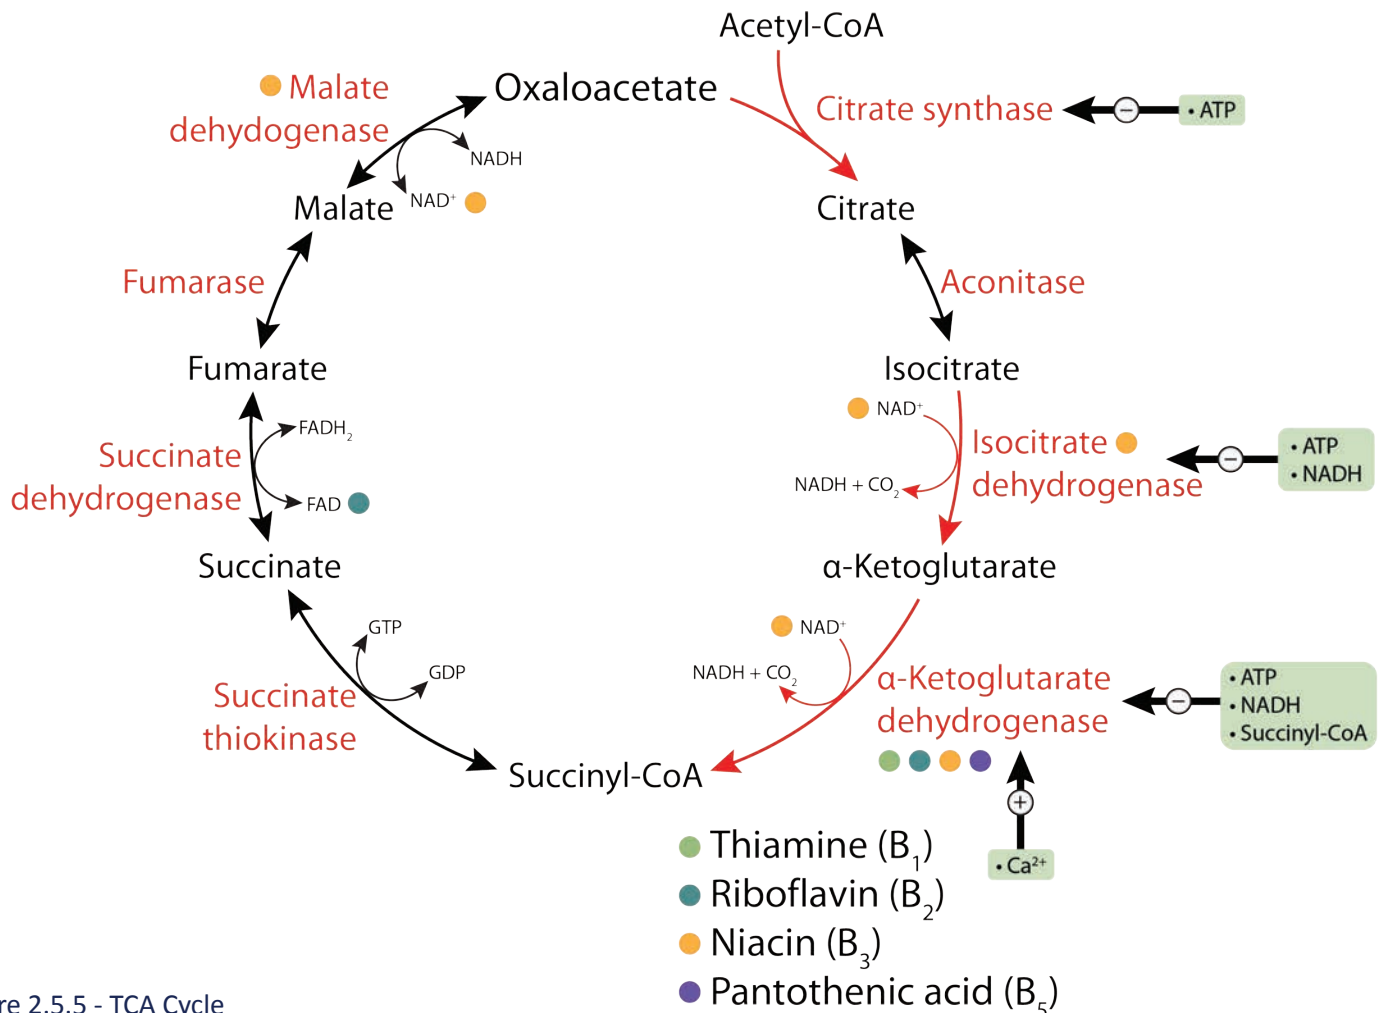 Acetyl-CoA
Oxaloacetate
Malate
dehydogenase
Citrate synthase
• ATP
NADH
NAD⁺
Malate
Citrate
Fumarase
Aconitase
Fumarate
Isocitrate
NAD⁺
FADH₂
Isocitrate
dehydrogenase
• ATP
• NADH
Succinate
dehydrogenase
NADH + CO₂
FAD
Succinate
α-Ketoglutarate
GTP
NAD⁺
GDP
NADH + CO₂
α-Ketoglutarate
dehydrogenase
• ATP
• NADH
• Succinyl-CoA
Succinate
thiokinase
Succinyl-CoA
• Ca²⁺
Thiamine (B₁)
Riboflavin (B₂)
Niacin (B₃)
Pantothenic acid (B₅)
re 2.5.5 - TCA Cycle